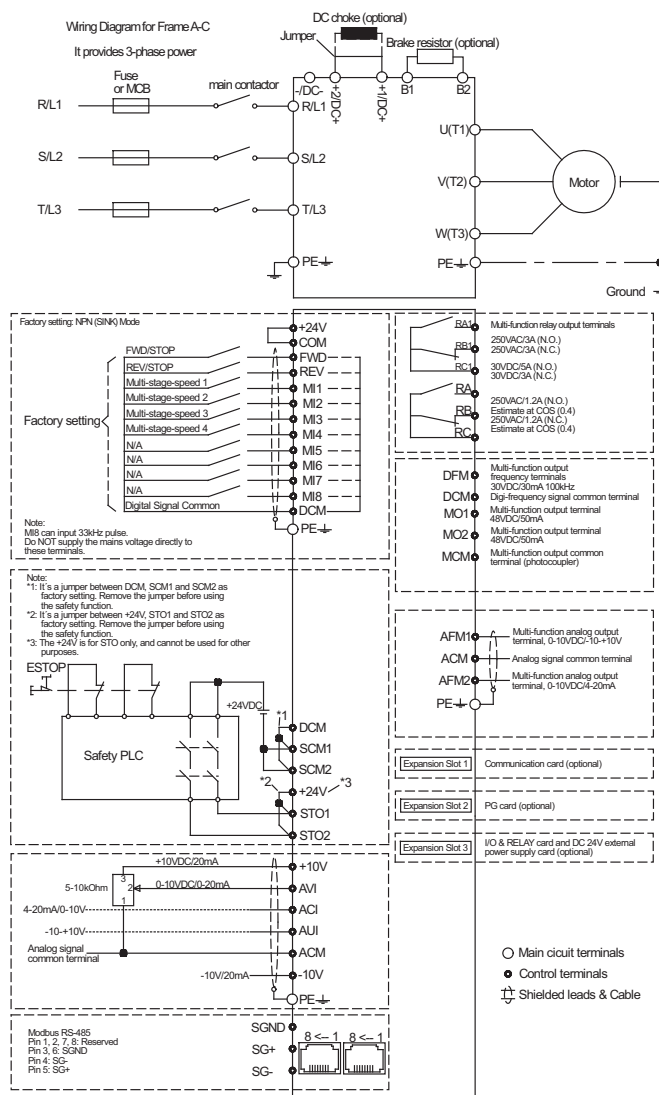 Wiring Diagram for Frame A-C
It provides 3-phase power
DC choke (optional)
Jumper
Brake resistor (optional)
Fuse
or MCB
main contactor
-/DC-
+2/DC+
+1/DC+
B1
B2
R/L1
R/L1
S/L2
S/L2
T/L3
T/L3
PE
U(T1)
V(T2)
W(T3)
PE
Motor
Ground
Factory setting: NPN (SINK) Mode
Factory setting
FWD/STOP
REV/STOP
Multi-stage-speed 1
Multi-stage-speed 2
Multi-stage-speed 3
Multi-stage-speed 4
N/A
N/A
N/A
N/A
Digital Signal Common
+24V
COM
FWD
REV
MI1
MI2
MI3
MI4
MI5
MI6
MI7
MI8
DCM
PE
Note:
MI8 can input 33kHz pulse.
Do NOT supply the mains voltage directly to
these terminals.
RA1
RB1
RC1
RA
RB
RC
Multi-function relay output terminals
250VAC/3A (N.O.)
250VAC/3A (N.C.)
30VDC/5A (N.O.)
30VDC/3A (N.C.)
250VAC/1.2A (N.O.)
Estimate at COS (0.4)
250VAC/1.2A (N.C.)
Estimate at COS (0.4)
DFM
Multi-function output
frequency terminals
30VDC/30mA 100kHz
DCM
Digi-frequency signal common terminal
MO1
Multi-function output terminal
48VDC/50mA
MO2
Multi-function output terminal
48VDC/50mA
MCM
Multi-function output common
terminal (photocoupler)
Note:
*1: It´s a jumper between DCM, SCM1 and SCM2 as
factory setting. Remove the jumper before using
the safety function.
*2: It´s a jumper between +24V, STO1 and STO2 as
factory setting. Remove the jumper before using
the safety function.
*3: The +24V is for STO only, and cannot be used for other
purposes.
ESTOP
Safety PLC
+24VDC
*1
DCM
SCM1
SCM2
*2
+24V
*3
STO1
STO2
AFM1
Multi-function analog output
terminal, 0-10VDC/-10-+10V
ACM
Analog signal common terminal
AFM2
Multi-function analog output
terminal, 0-10VDC/4-20mA
PE
Expansion Slot 1
Communication card (optional)
Expansion Slot 2
PG card (optional)
Expansion Slot 3
I/O & RELAY card and DC 24V external
power supply card (optional)
+10VDC/20mA
+10V
5-10kOhm
3
2
1
0-10VDC/0-20mA
AVI
4-20mA/0-10V
ACI
-10-+10V
AUI
Analog signal
common terminal
ACM
-10V/20mA
-10V
PE
Main cicuit terminals
Control terminals
Shielded leads & Cable
Modbus RS-485
Pin 1, 2, 7, 8: Reserved
Pin 3, 6: SGND
Pin 4: SG-
Pin 5: SG+
SGND
SG+
SG-
8 <-- 1
8 <-- 1